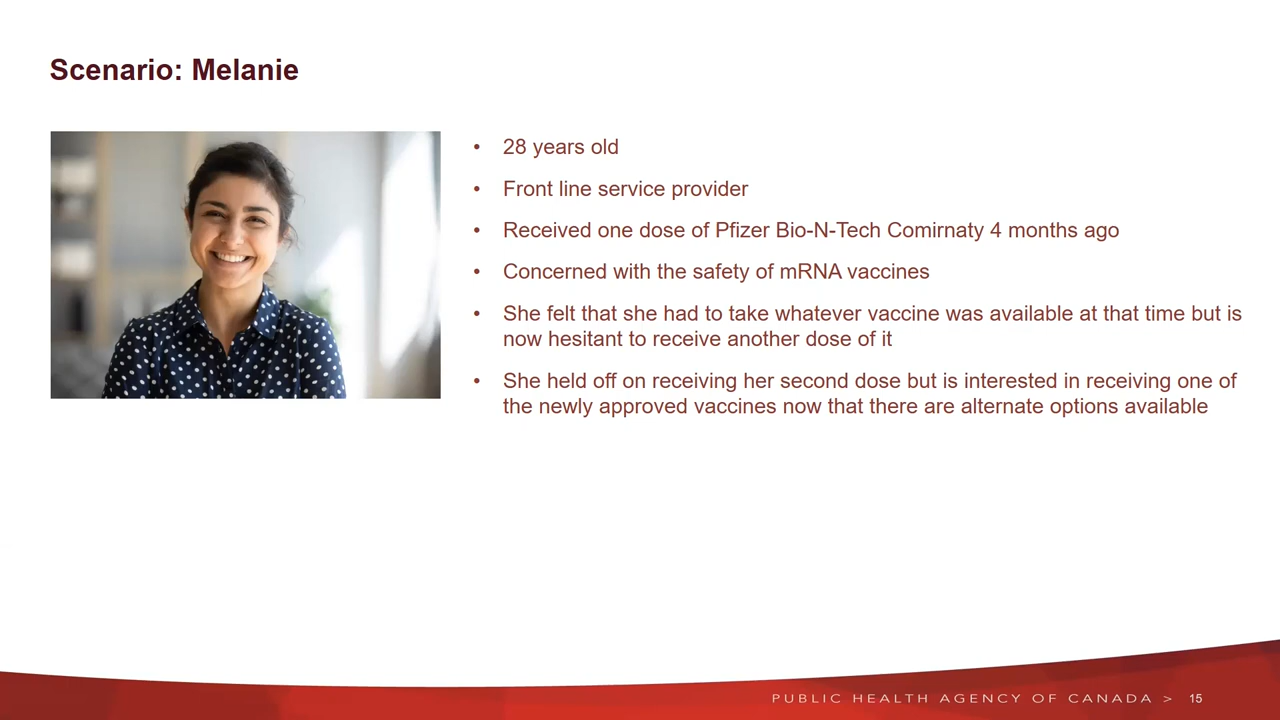 Scenario: Melanie
• 28 years old
• Front line service provider
• Received one dose of Pfizer Bio-N-Tech Comirnaty 4 months ago
• Concerned with the safety of mRNA vaccines
• She felt that she had to take whatever vaccine was available at that time but is
now hesitant to receive another dose of it
• She held off on receiving her second dose but is interested in receiving one of
the newly approved vaccines now that there are alternate options available
PUBLIC HEALTH AGENCY OF CANADA > 15